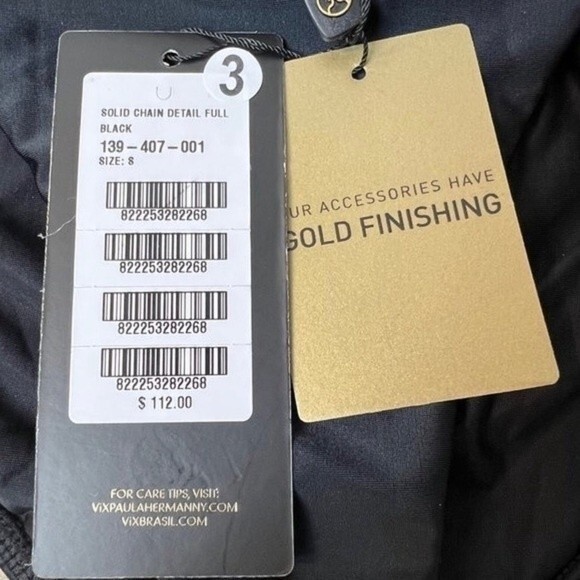 3
SOLID CHAIN DETAIL FULL
BLACK
139-407-001
SIZE: S
822253282268
822253282268
822253282268
822253282268
$ 112.00
FOR CARE TIPS, VISIT:
ViXPAULAHERMANNY.COM
ViXBRASIL.COM
UR ACCESSORIES HAVE
GOLD FINISHING